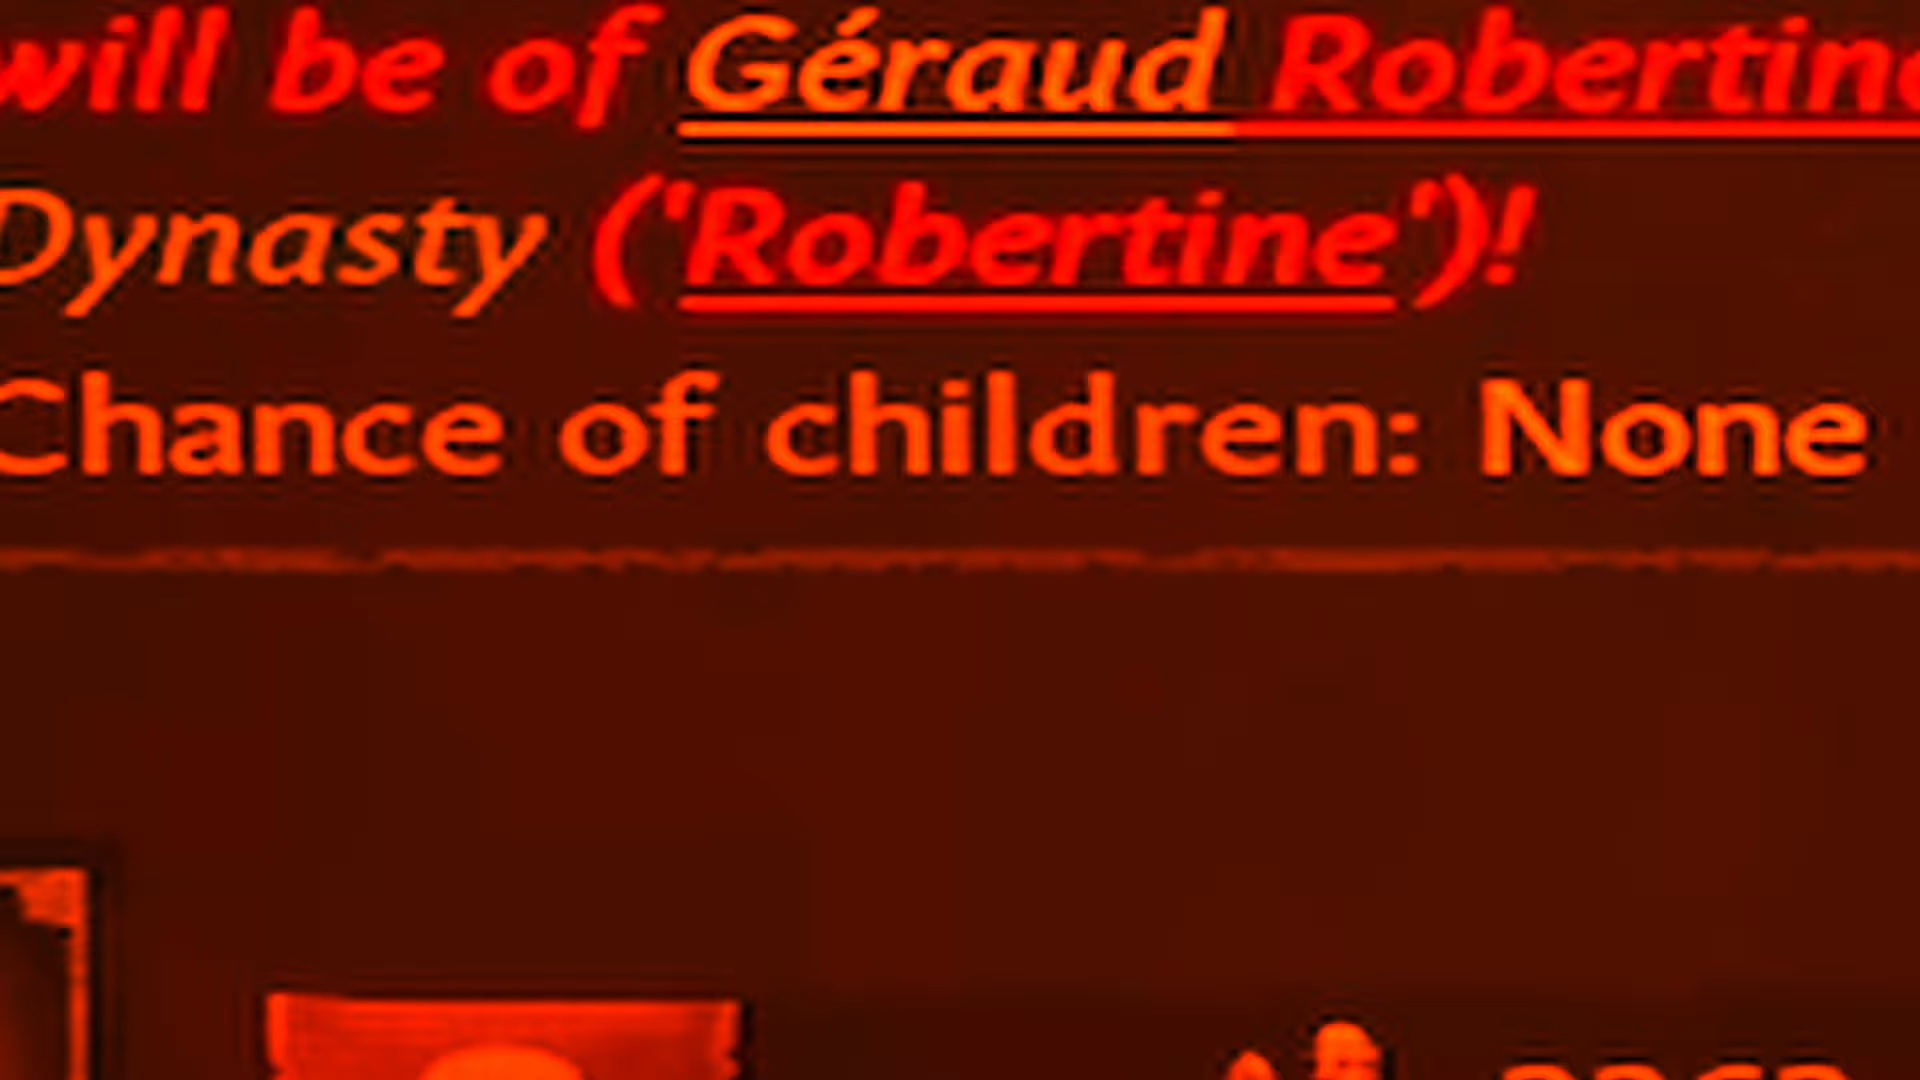 will be of Géraud Robertine
Dynasty ('Robertine')!
Chance of children: None